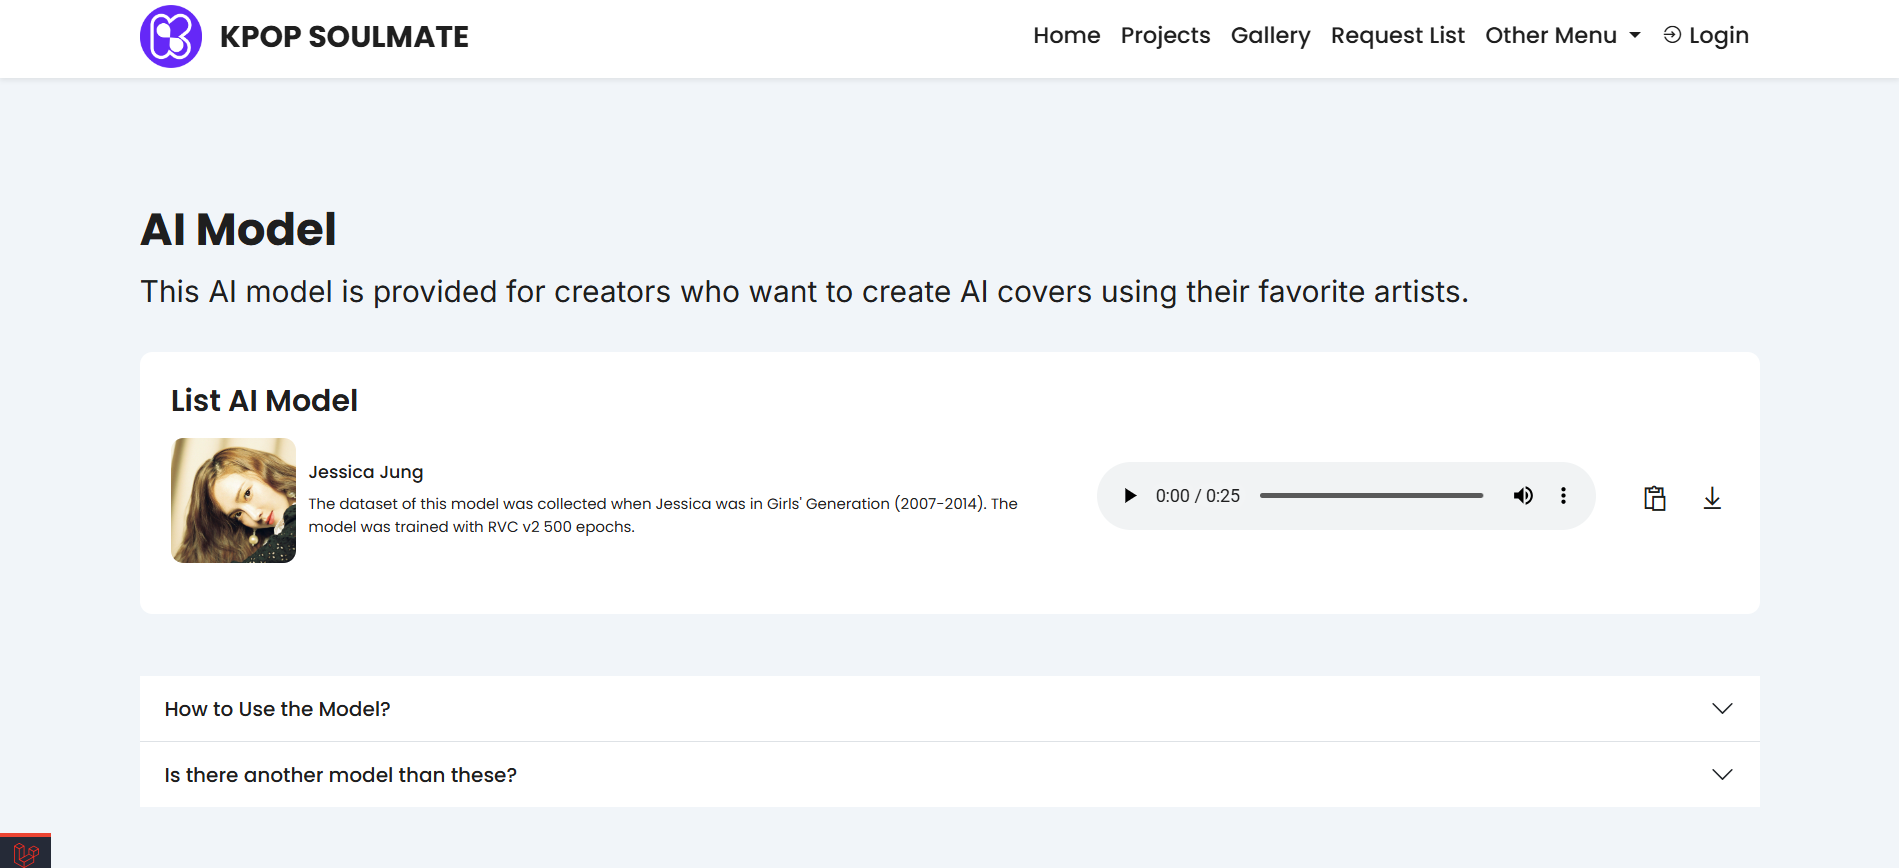 KPOP SOULMATE
Home Projects Gallery Request List Other Menu Login
AI Model
This AI model is provided for creators who want to create AI covers using their favorite artists.
List AI Model
Jessica Jung
The dataset of this model was collected when Jessica was in Girls' Generation (2007-2014). The
model was trained with RVC v2 500 epochs.
0:00 / 0:25
How to Use the Model?
Is there another model than these?